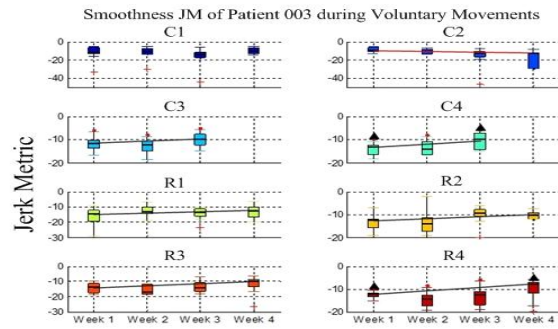 Smoothness JM of Patient 003 during Voluntary Movements
C1 C2
0 0
-20 -20
-40 -40
C3 C4
0 0
-10 -10
-20 -20
Jerk Metric
R1 R2
0 0
-10 -10
-20 -20
-30
R3 R4
0 0
-10 -10
-20 -20
-30 -30
Week 1 Week 2 Week 3 Week 4 Week 1 Week 2 Week 3 Week 4